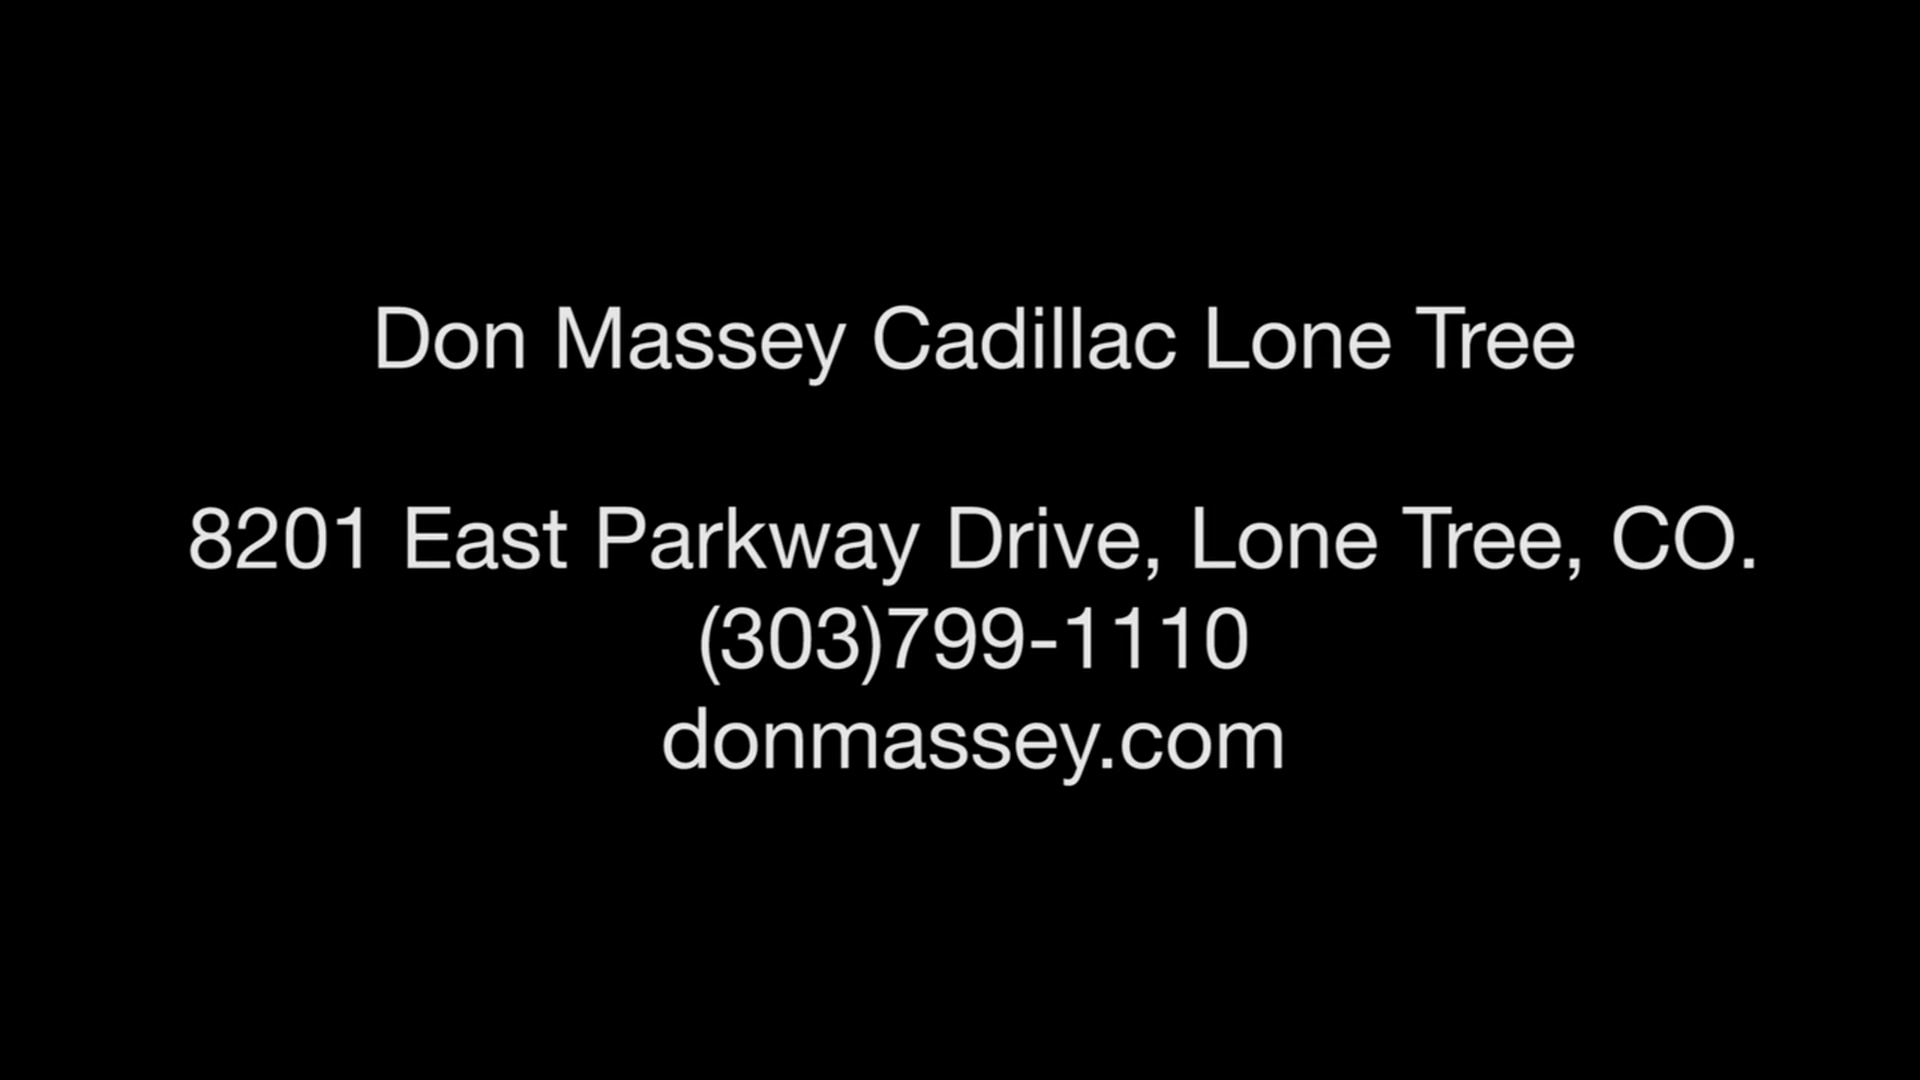 Don Massey Cadillac Lone Tree
8201 East Parkway Drive, Lone Tree, CO.
(303)799-1110
donmassey.com